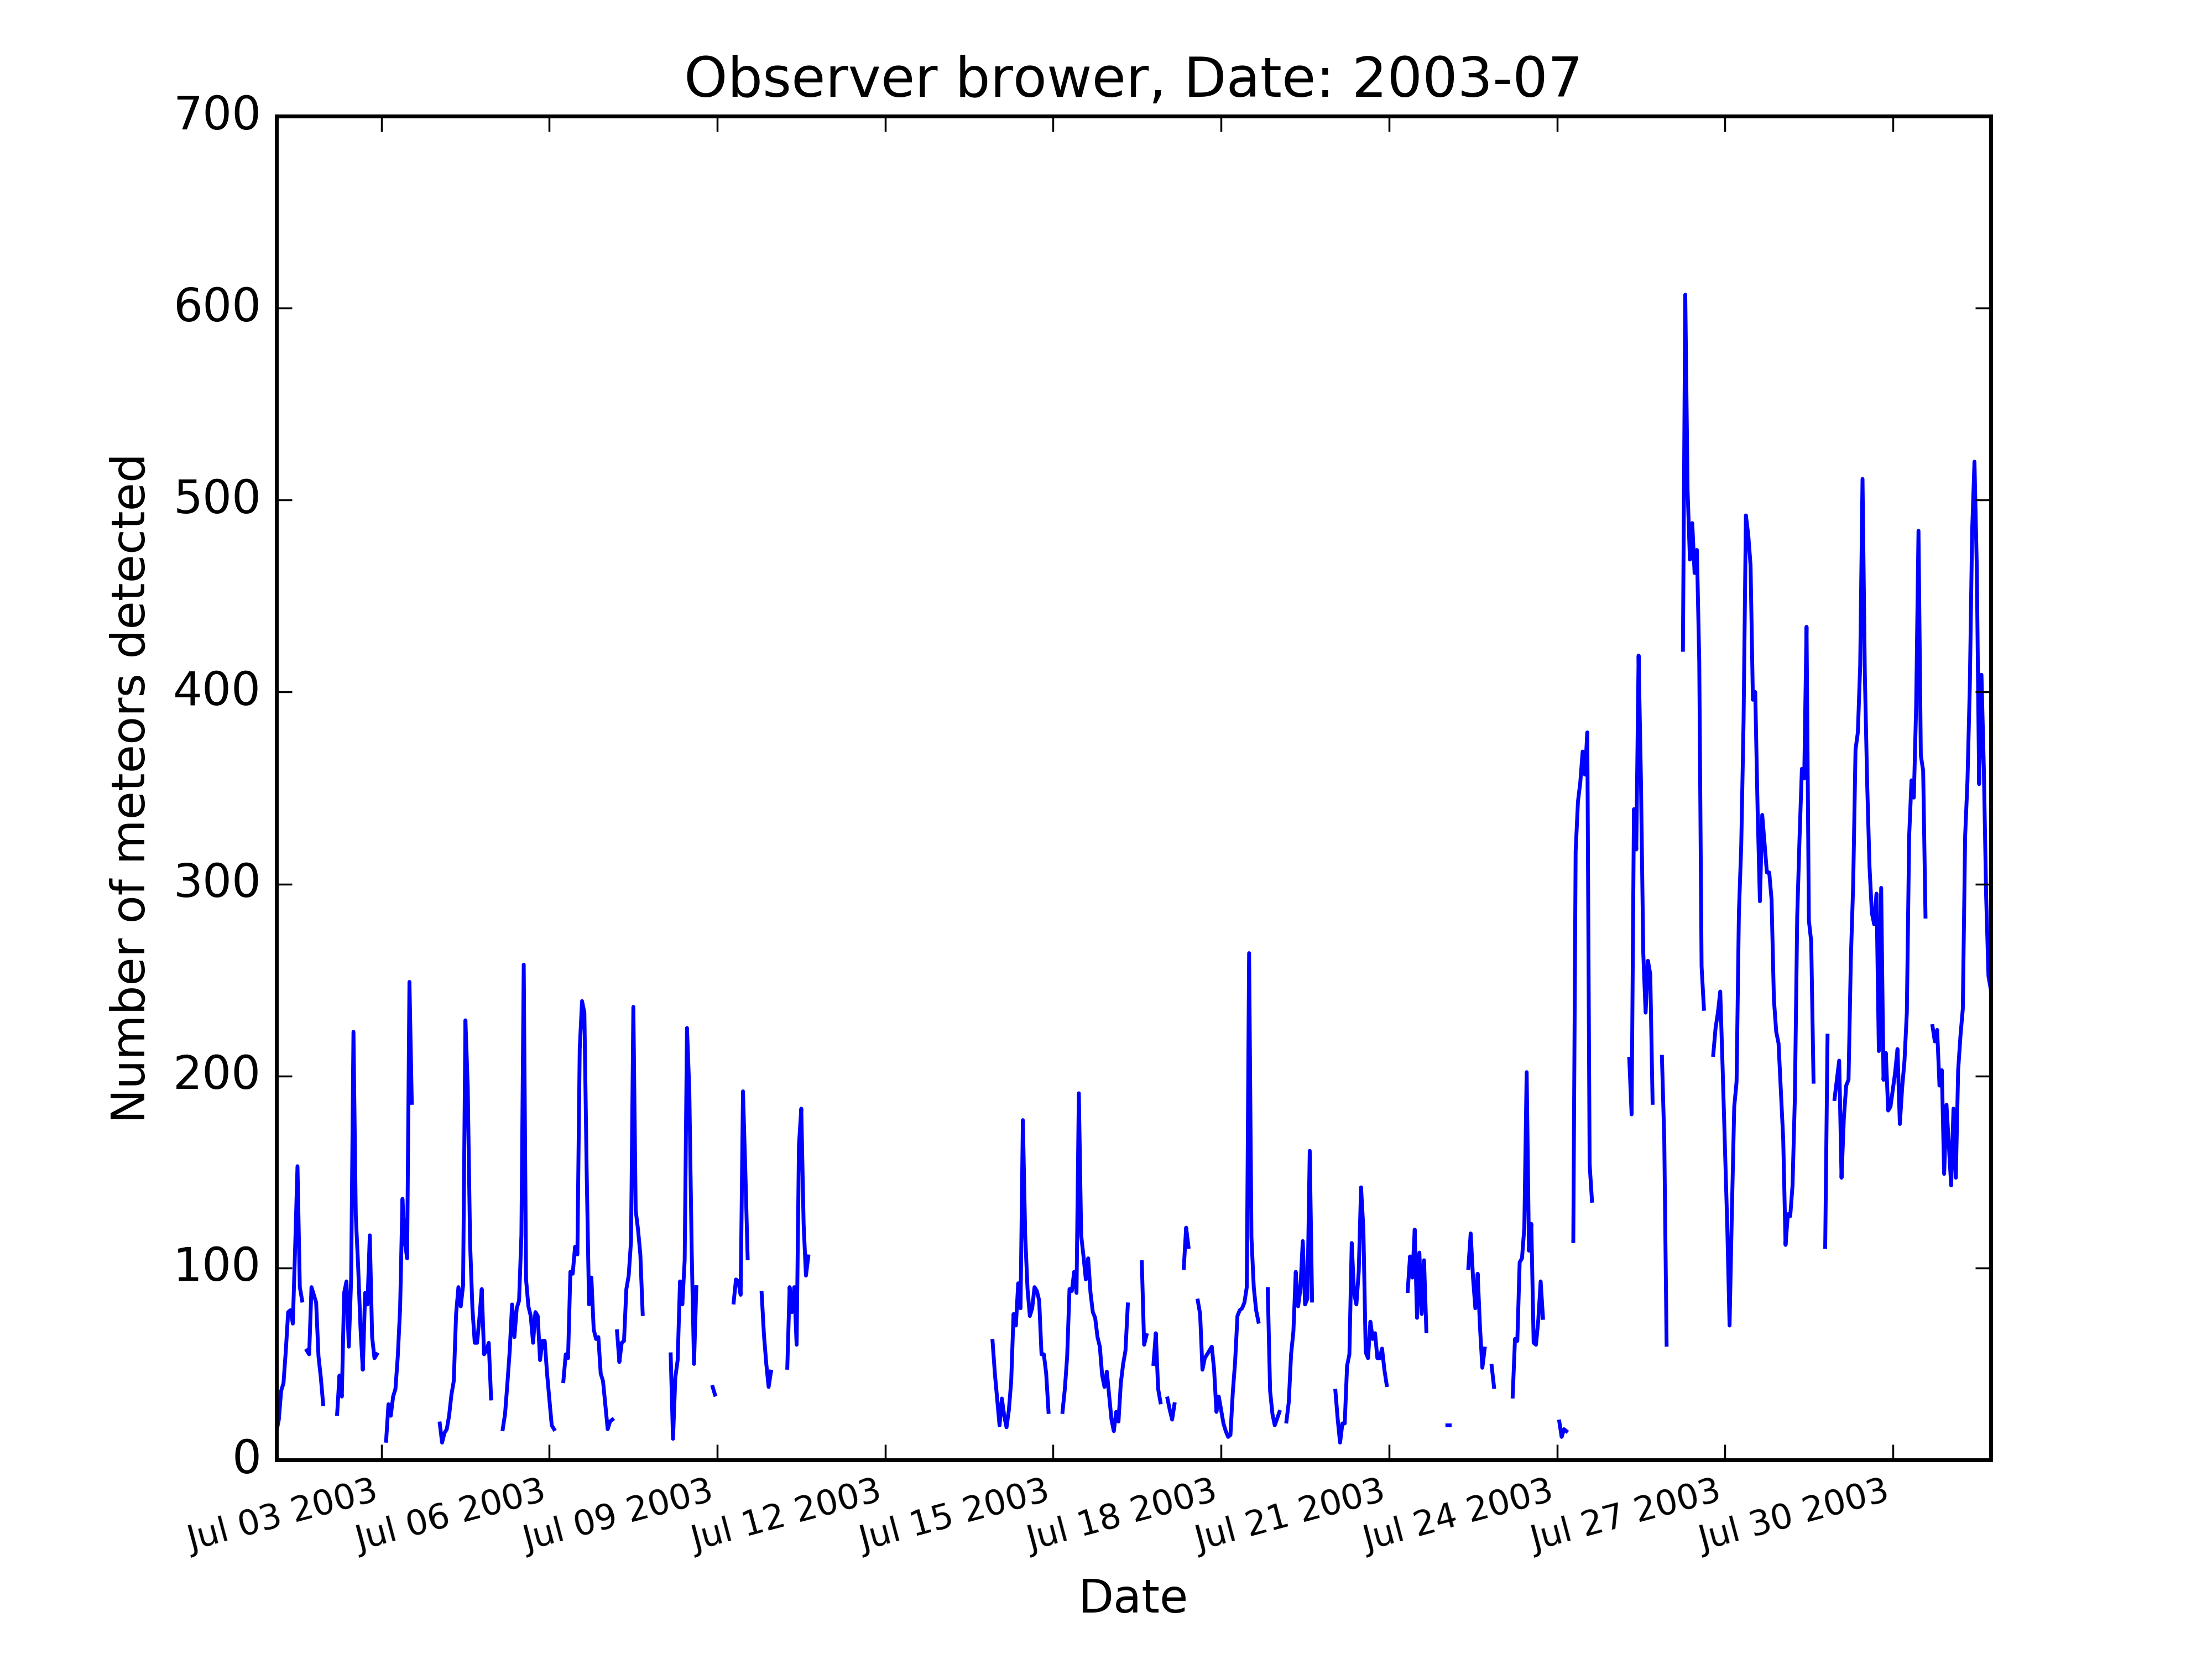 Observer brower, Date: 2003-07
700
600
500
400
300
200
100
0
Number of meteors detected
Jul 03 2003
Jul 06 2003
Jul 09 2003
Jul 12 2003
Jul 15 2003
Jul 18 2003
Jul 21 2003
Jul 24 2003
Jul 27 2003
Jul 30 2003
Date